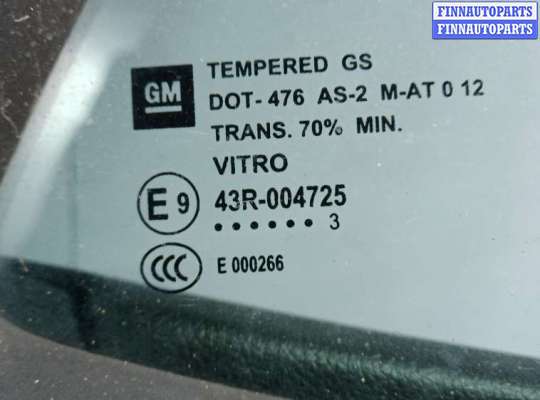 FINNAUTOPARTS
FINNAUTOPARTS
GM
TEMPERED GS
DOT-476 AS-2 M-AT 0 12
TRANS. 70% MIN.
VITRO
E 9
43R-004725
• • • • • • 3
CCC
E 000266